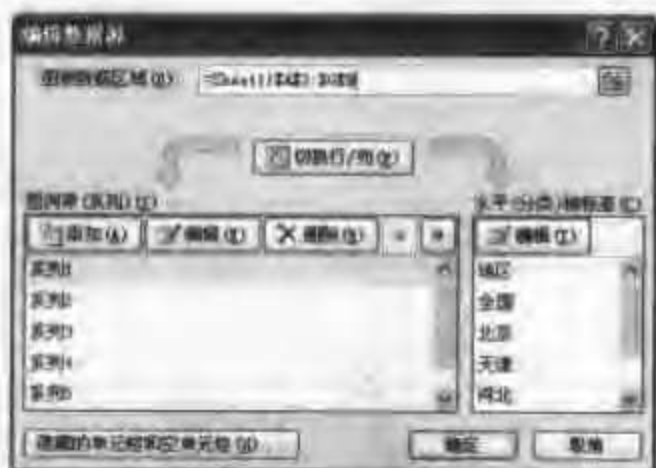 编辑数据源
图表数据区域(D):
切换行/列(W)
图例项(系列)(S)
水平(分类)轴标签(C)
添加(A) 编辑(E) 删除(R)
编辑(T)
系列1
系列2
系列3
系列4
系列5
地区
全国
北京
天津
河北
隐藏的单元格和空单元格(H)
确定
取消